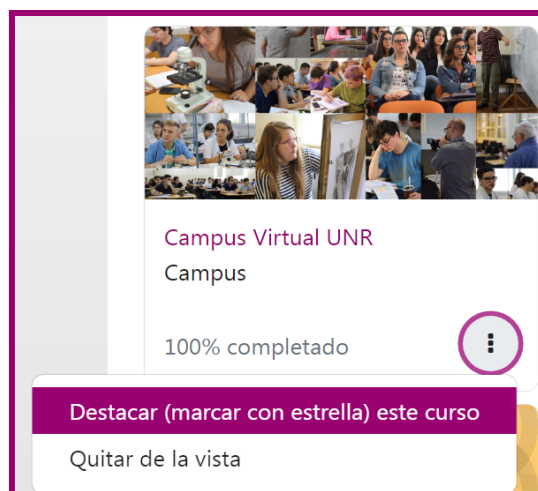 Campus Virtual UNR
Campus
100% completado
Destacar (marcar con estrella) este curso
Quitar de la vista